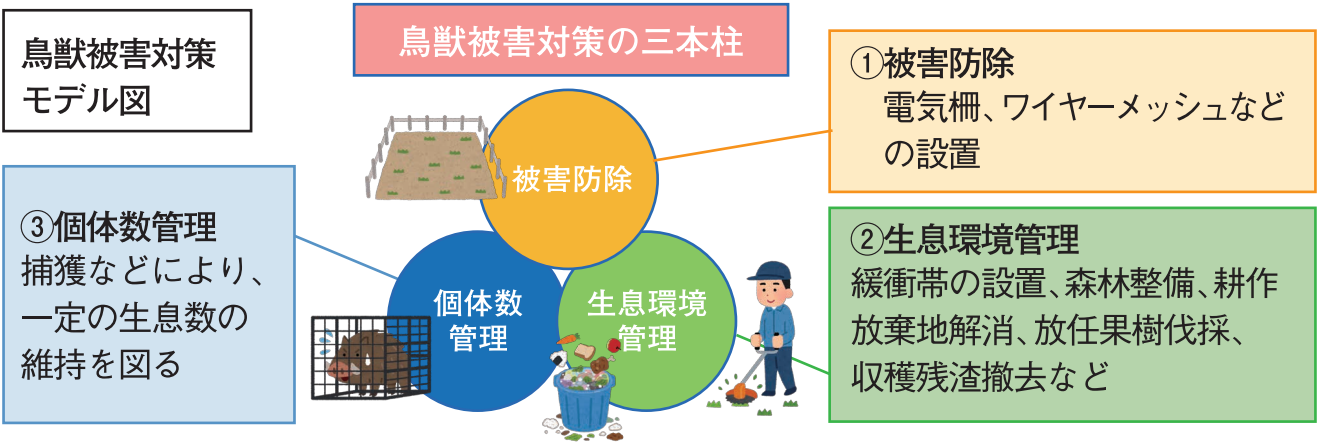 鳥獣被害対策
モデル図
鳥獣被害対策の三本柱
①被害防除
電気柵、ワイヤーメッシュなど
の設置
被害防除
③個体数管理
捕獲などにより、
一定の生息数の
維持を図る
個体数
管理
生息環境
管理
②生息環境管理
緩衝帯の設置、森林整備、耕作
放棄地解消、放任果樹伐採、
収穫残渣撤去など